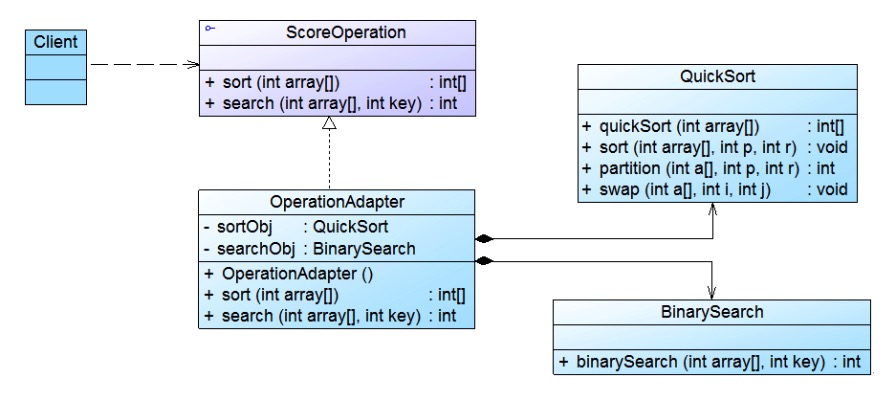 Client
ScoreOperation
+ sort (int array[]) : int[]
+ search (int array[], int key) : int
QuickSort
+ quickSort (int array[]) : int[]
+ sort (int array[], int p, int r) : void
+ partition (int a[], int p, int r) : int
+ swap (int a[], int i, int j) : void
OperationAdapter
- sortObj : QuickSort
- searchObj : BinarySearch
+ OperationAdapter ()
+ sort (int array[]) : int[]
+ search (int array[], int key) : int
BinarySearch
+ binarySearch (int array[], int key) : int